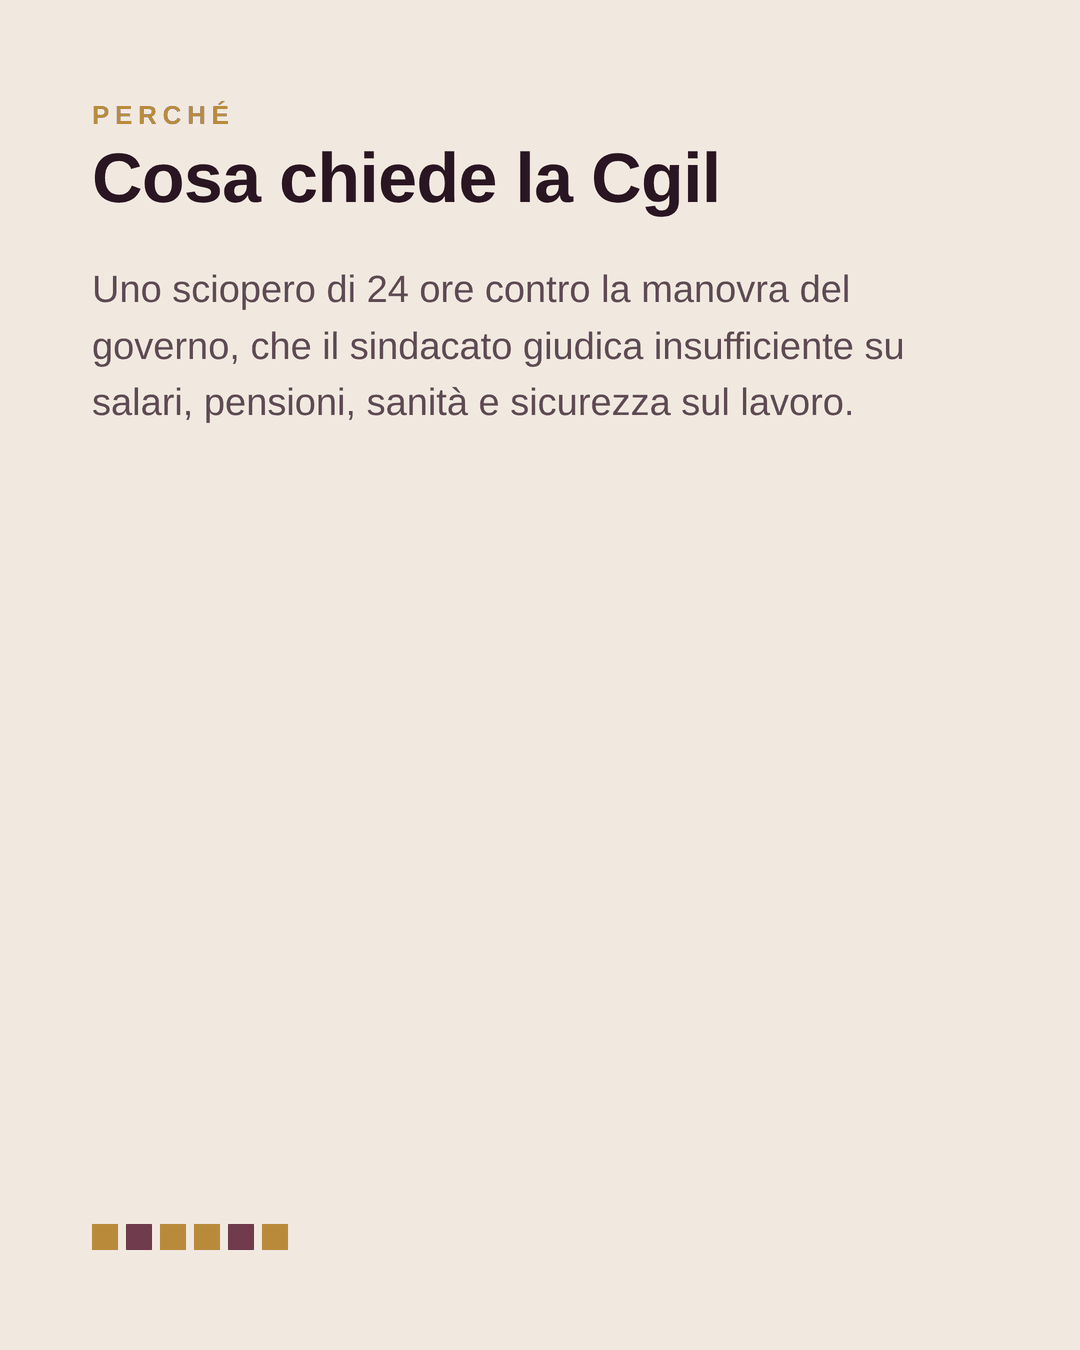 PERCHÉ
Cosa chiede la Cgil
Uno sciopero di 24 ore contro la manovra del
governo, che il sindacato giudica insufficiente su
salari, pensioni, sanità e sicurezza sul lavoro.